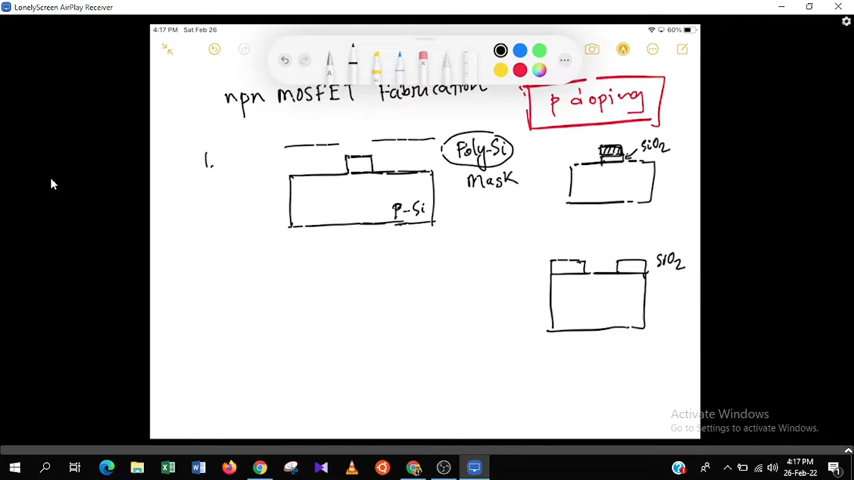 LonelyScreen AirPlay Receiver
4:17 PM Sat Feb 26
60%
npn MOSFET Fabrication
p doping
1.
Poly-Si
Mask
p-Si
SiO2
SiO2
Activate Windows
Go to Settings to activate Windows.
4:17 PM
26-Feb-22